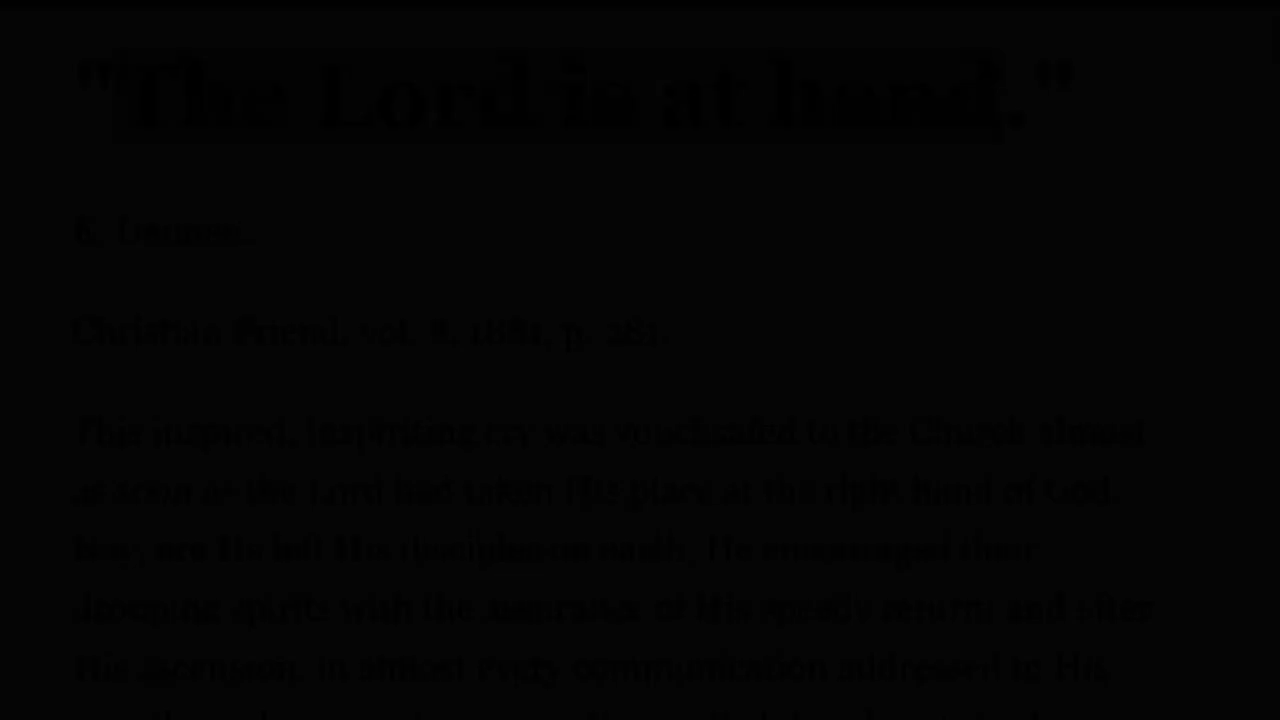 "The Lord is at hand."
E. Dennett.
Christian Friend, vol. 8, 1881, p. 281.
This inspired, inspiriting cry was vouchsafed to the Church almost
as soon as the Lord had taken His place at the right hand of God.
Nay, ere He left His disciples on earth, He encouraged their
drooping spirits with the assurance of His speedy return; and after
His ascension, in almost every communication addressed to His